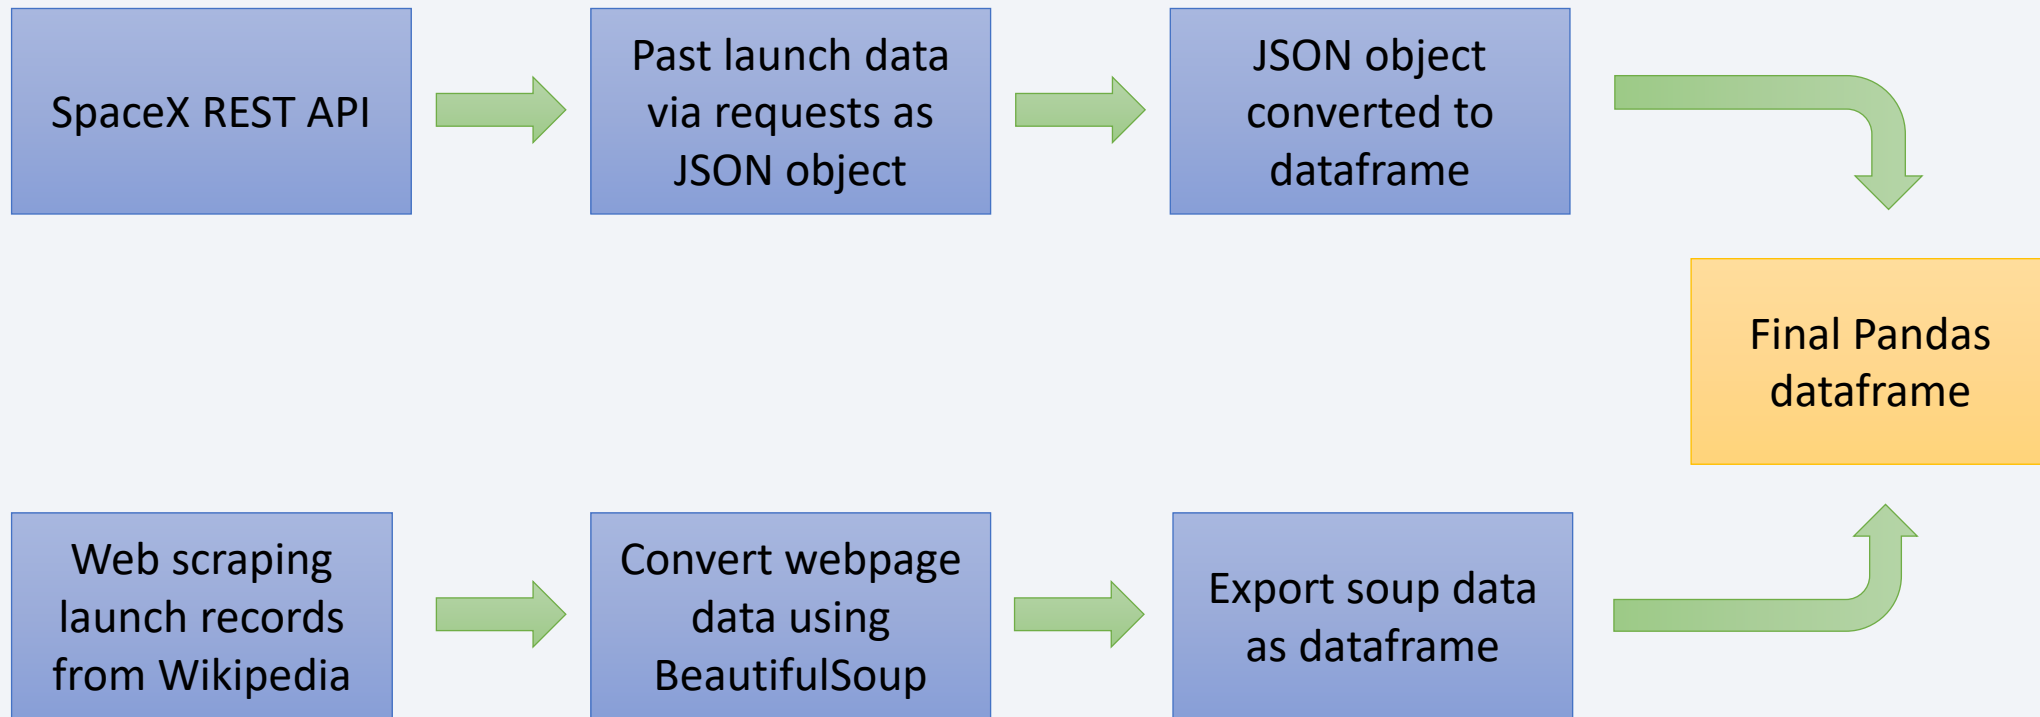 SpaceX REST API
Past launch data
via requests as
JSON object
JSON object
converted to
dataframe
Final Pandas
dataframe
Web scraping
launch records
from Wikipedia
Convert webpage
data using
BeautifulSoup
Export soup data
as dataframe